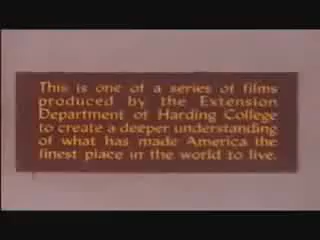 This is one of a series of films
produced by the Extension
Department of Harding College
to create a deeper understanding
of what has made America the
finest place in the world to live.